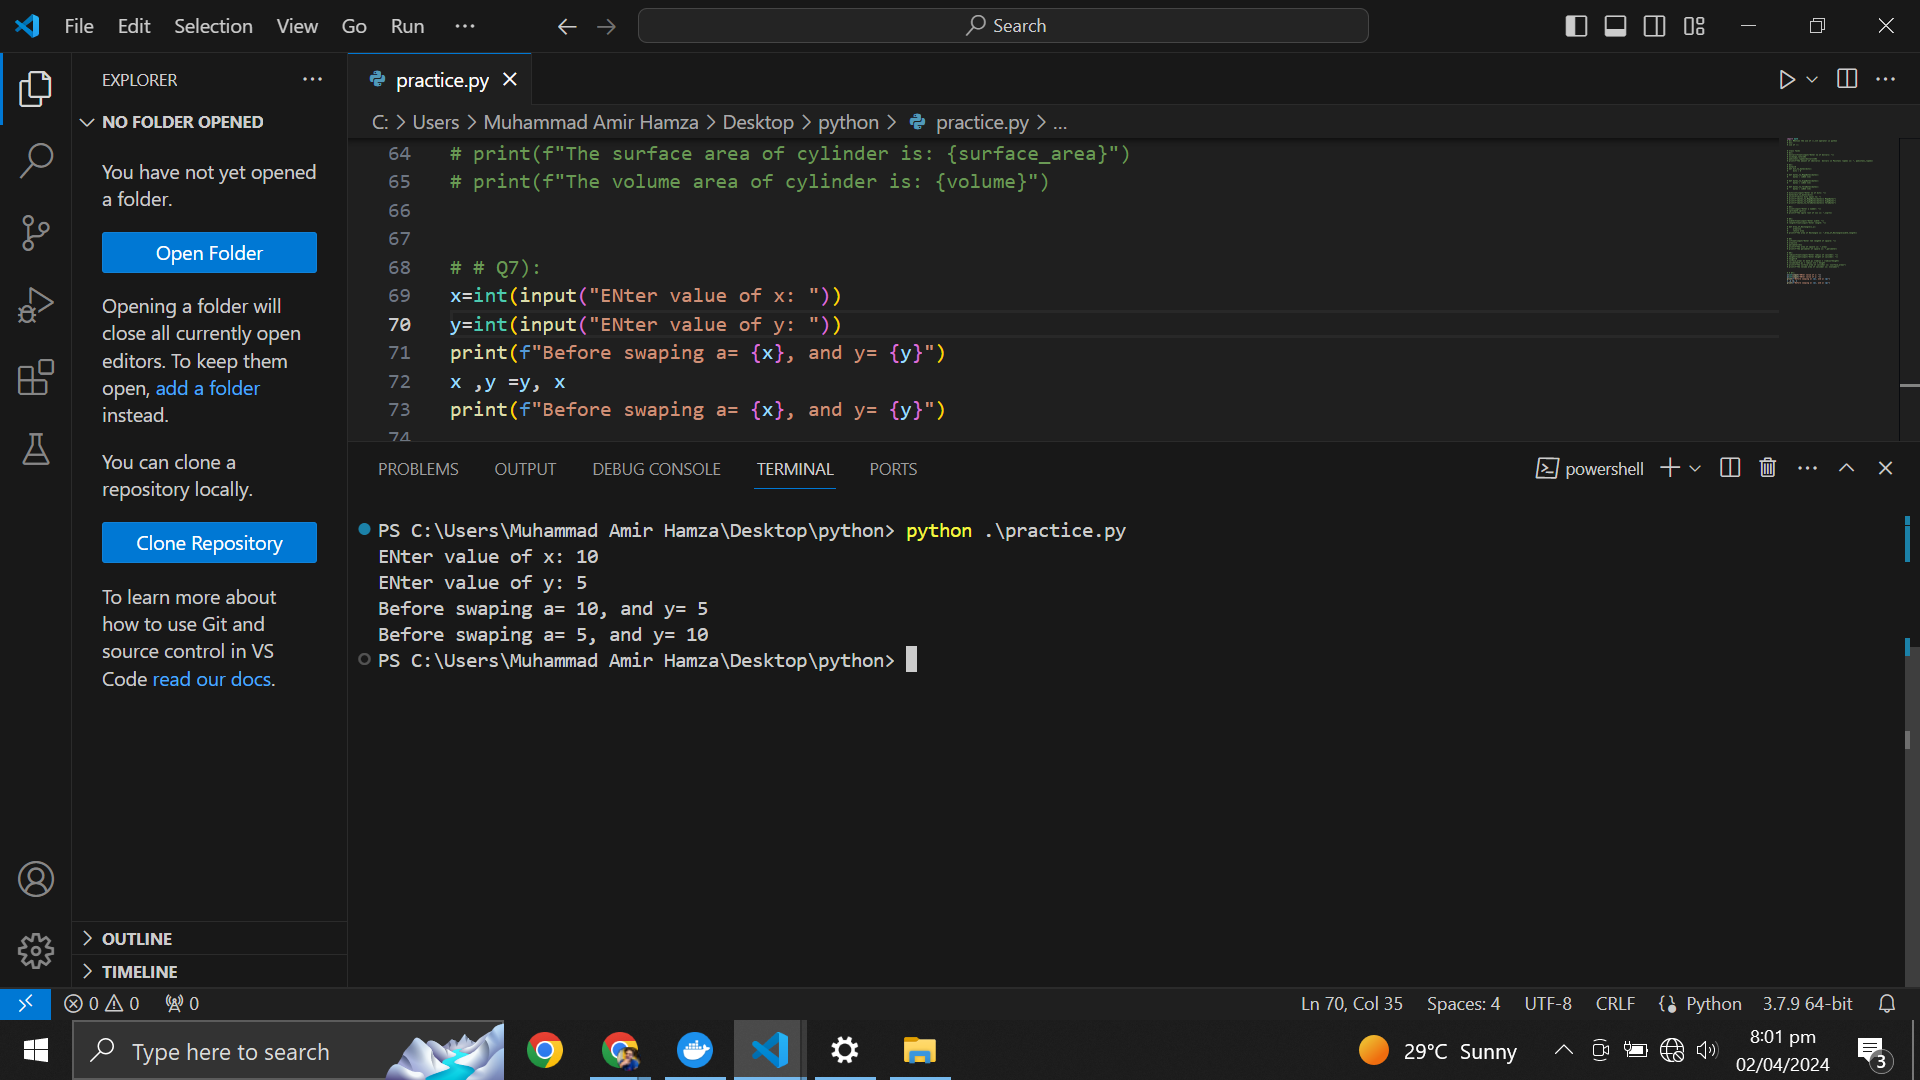 File Edit Selection View Go Run ···
Search
EXPLORER ···
practice.py
NO FOLDER OPENED
You have not yet opened
a folder.
Open Folder
Opening a folder will
close all currently open
editors. To keep them
open, add a folder
instead.
You can clone a
repository locally.
Clone Repository
To learn more about
how to use Git and
source control in VS
Code read our docs.
OUTLINE
TIMELINE
C: > Users > Muhammad Amir Hamza > Desktop > python > practice.py > ...
64 # print(f"The surface area of cylinder is: {surface_area}")
65 # print(f"The volume area of cylinder is: {volume}")
66
67
68 # # Q7):
69 x=int(input("ENter value of x: "))
70 y=int(input("ENter value of y: "))
71 print(f"Before swaping a= {x}, and y= {y}")
72 x ,y =y, x
73 print(f"Before swaping a= {x}, and y= {y}")
74
PROBLEMS OUTPUT DEBUG CONSOLE TERMINAL PORTS
powershell
PS C:\Users\Muhammad Amir Hamza\Desktop\python> python .\practice.py
ENter value of x: 10
ENter value of y: 5
Before swaping a= 10, and y= 5
Before swaping a= 5, and y= 10
PS C:\Users\Muhammad Amir Hamza\Desktop\python>
0 0 0
Ln 70, Col 35 Spaces: 4 UTF-8 CRLF Python 3.7.9 64-bit
Type here to search
29°C Sunny
8:01 pm
02/04/2024
3